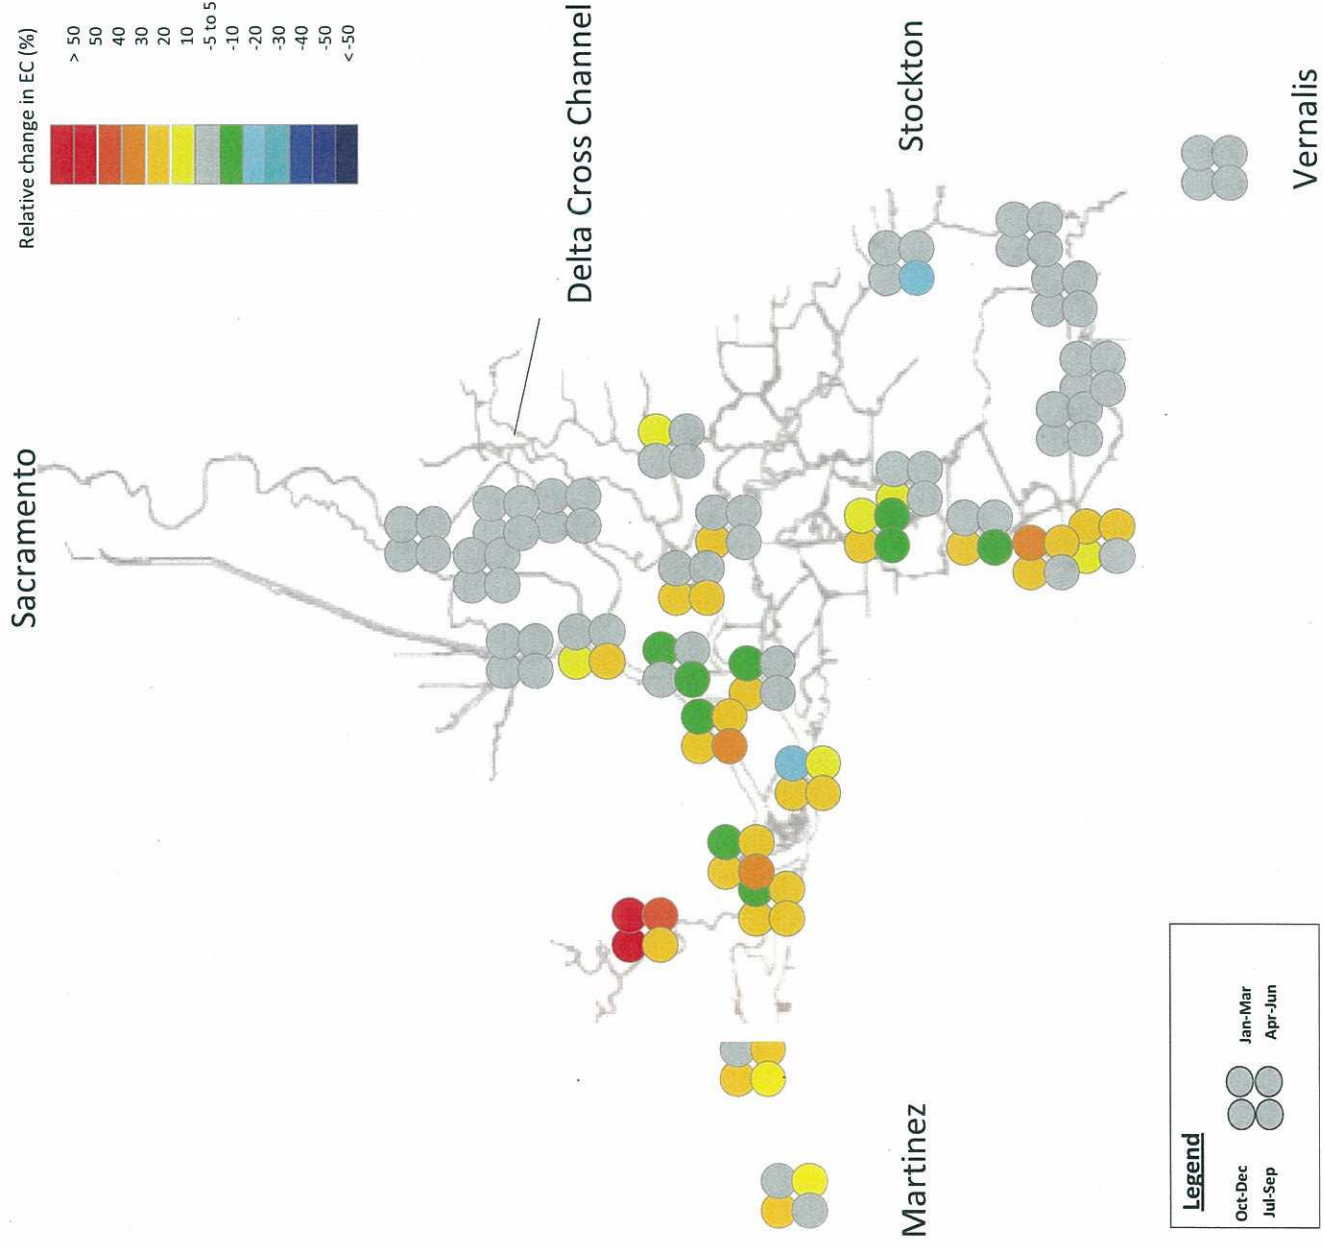 Relative change in EC (%)
> 50
50
40
30
20
10
-5 to 5
-10
-20
-30
-40
-50
<-50
Sacramento
Delta Cross Channel
Stockton
Vernalis
Martinez
Legend
Oct-Dec
Jan-Mar
Jul-Sep
Apr-Jun